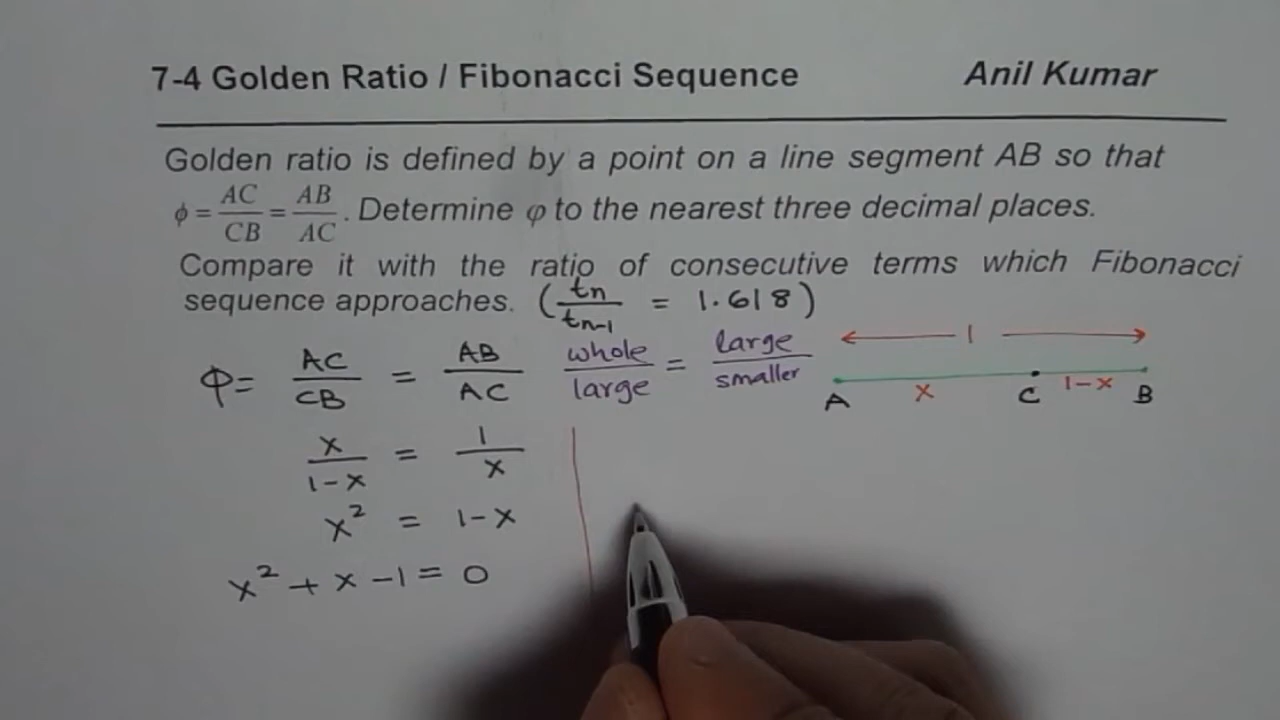 7-4 Golden Ratio / Fibonacci Sequence Anil Kumar
Golden ratio is defined by a point on a line segment AB so that
ϕ = AC/CB = AB/AC . Determine φ to the nearest three decimal places.
Compare it with the ratio of consecutive terms which Fibonacci
sequence approaches. (tn/tn-1 = 1.618)
φ = AC/CB = AB/AC whole/large = large/smaller
1
A x C 1-x B
x/1-x = 1/x
x² = 1-x
x² + x - 1 = 0